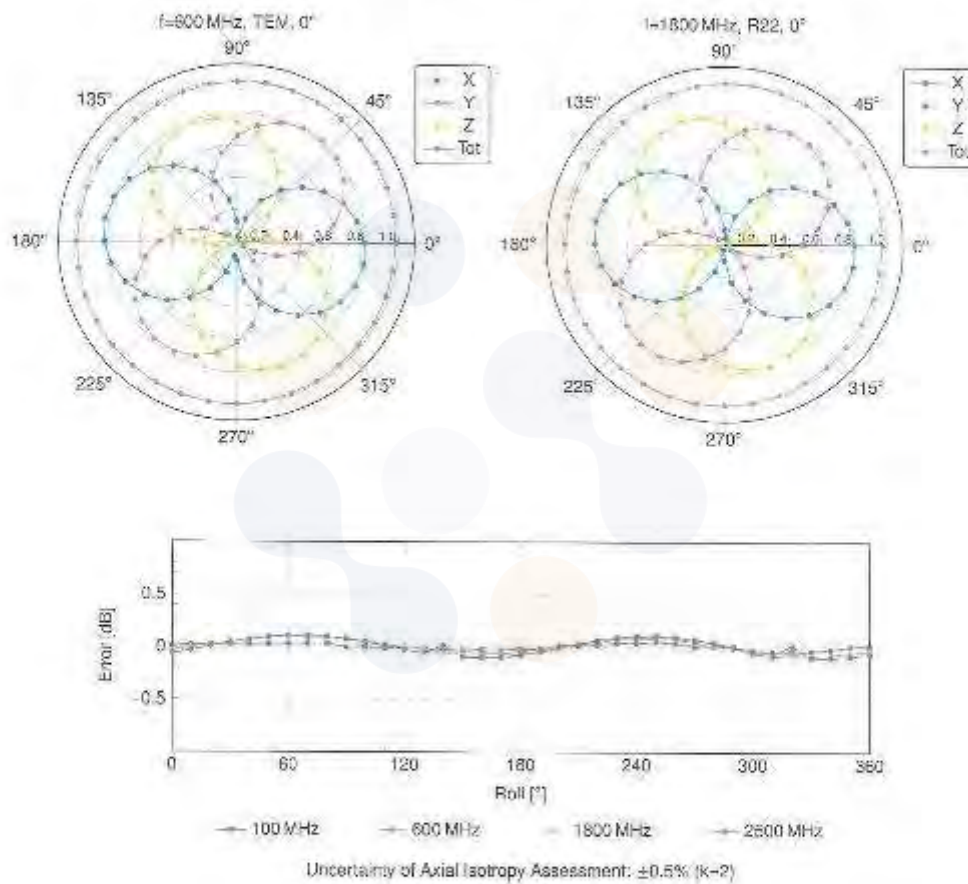 f=600 MHz, TEM, 0°
90°
135°
45°
180°
0°
225°
315°
270°
X
Y
Z
Tot
0.2 0.4 0.6 0.8 1.0
f=1800 MHz, R22, 0°
90°
135°
45°
180°
0°
225°
315°
270°
X
Y
Z
Tot
0.2 0.4 0.6 0.8 1.0
Error [dB]
0.5
0
-0.5
0 60 120 180 240 300 360
Roll [°]
100 MHz 600 MHz 1800 MHz 2500 MHz
Uncertainty of Axial Isotropy Assessment: ±0.5% (k=2)